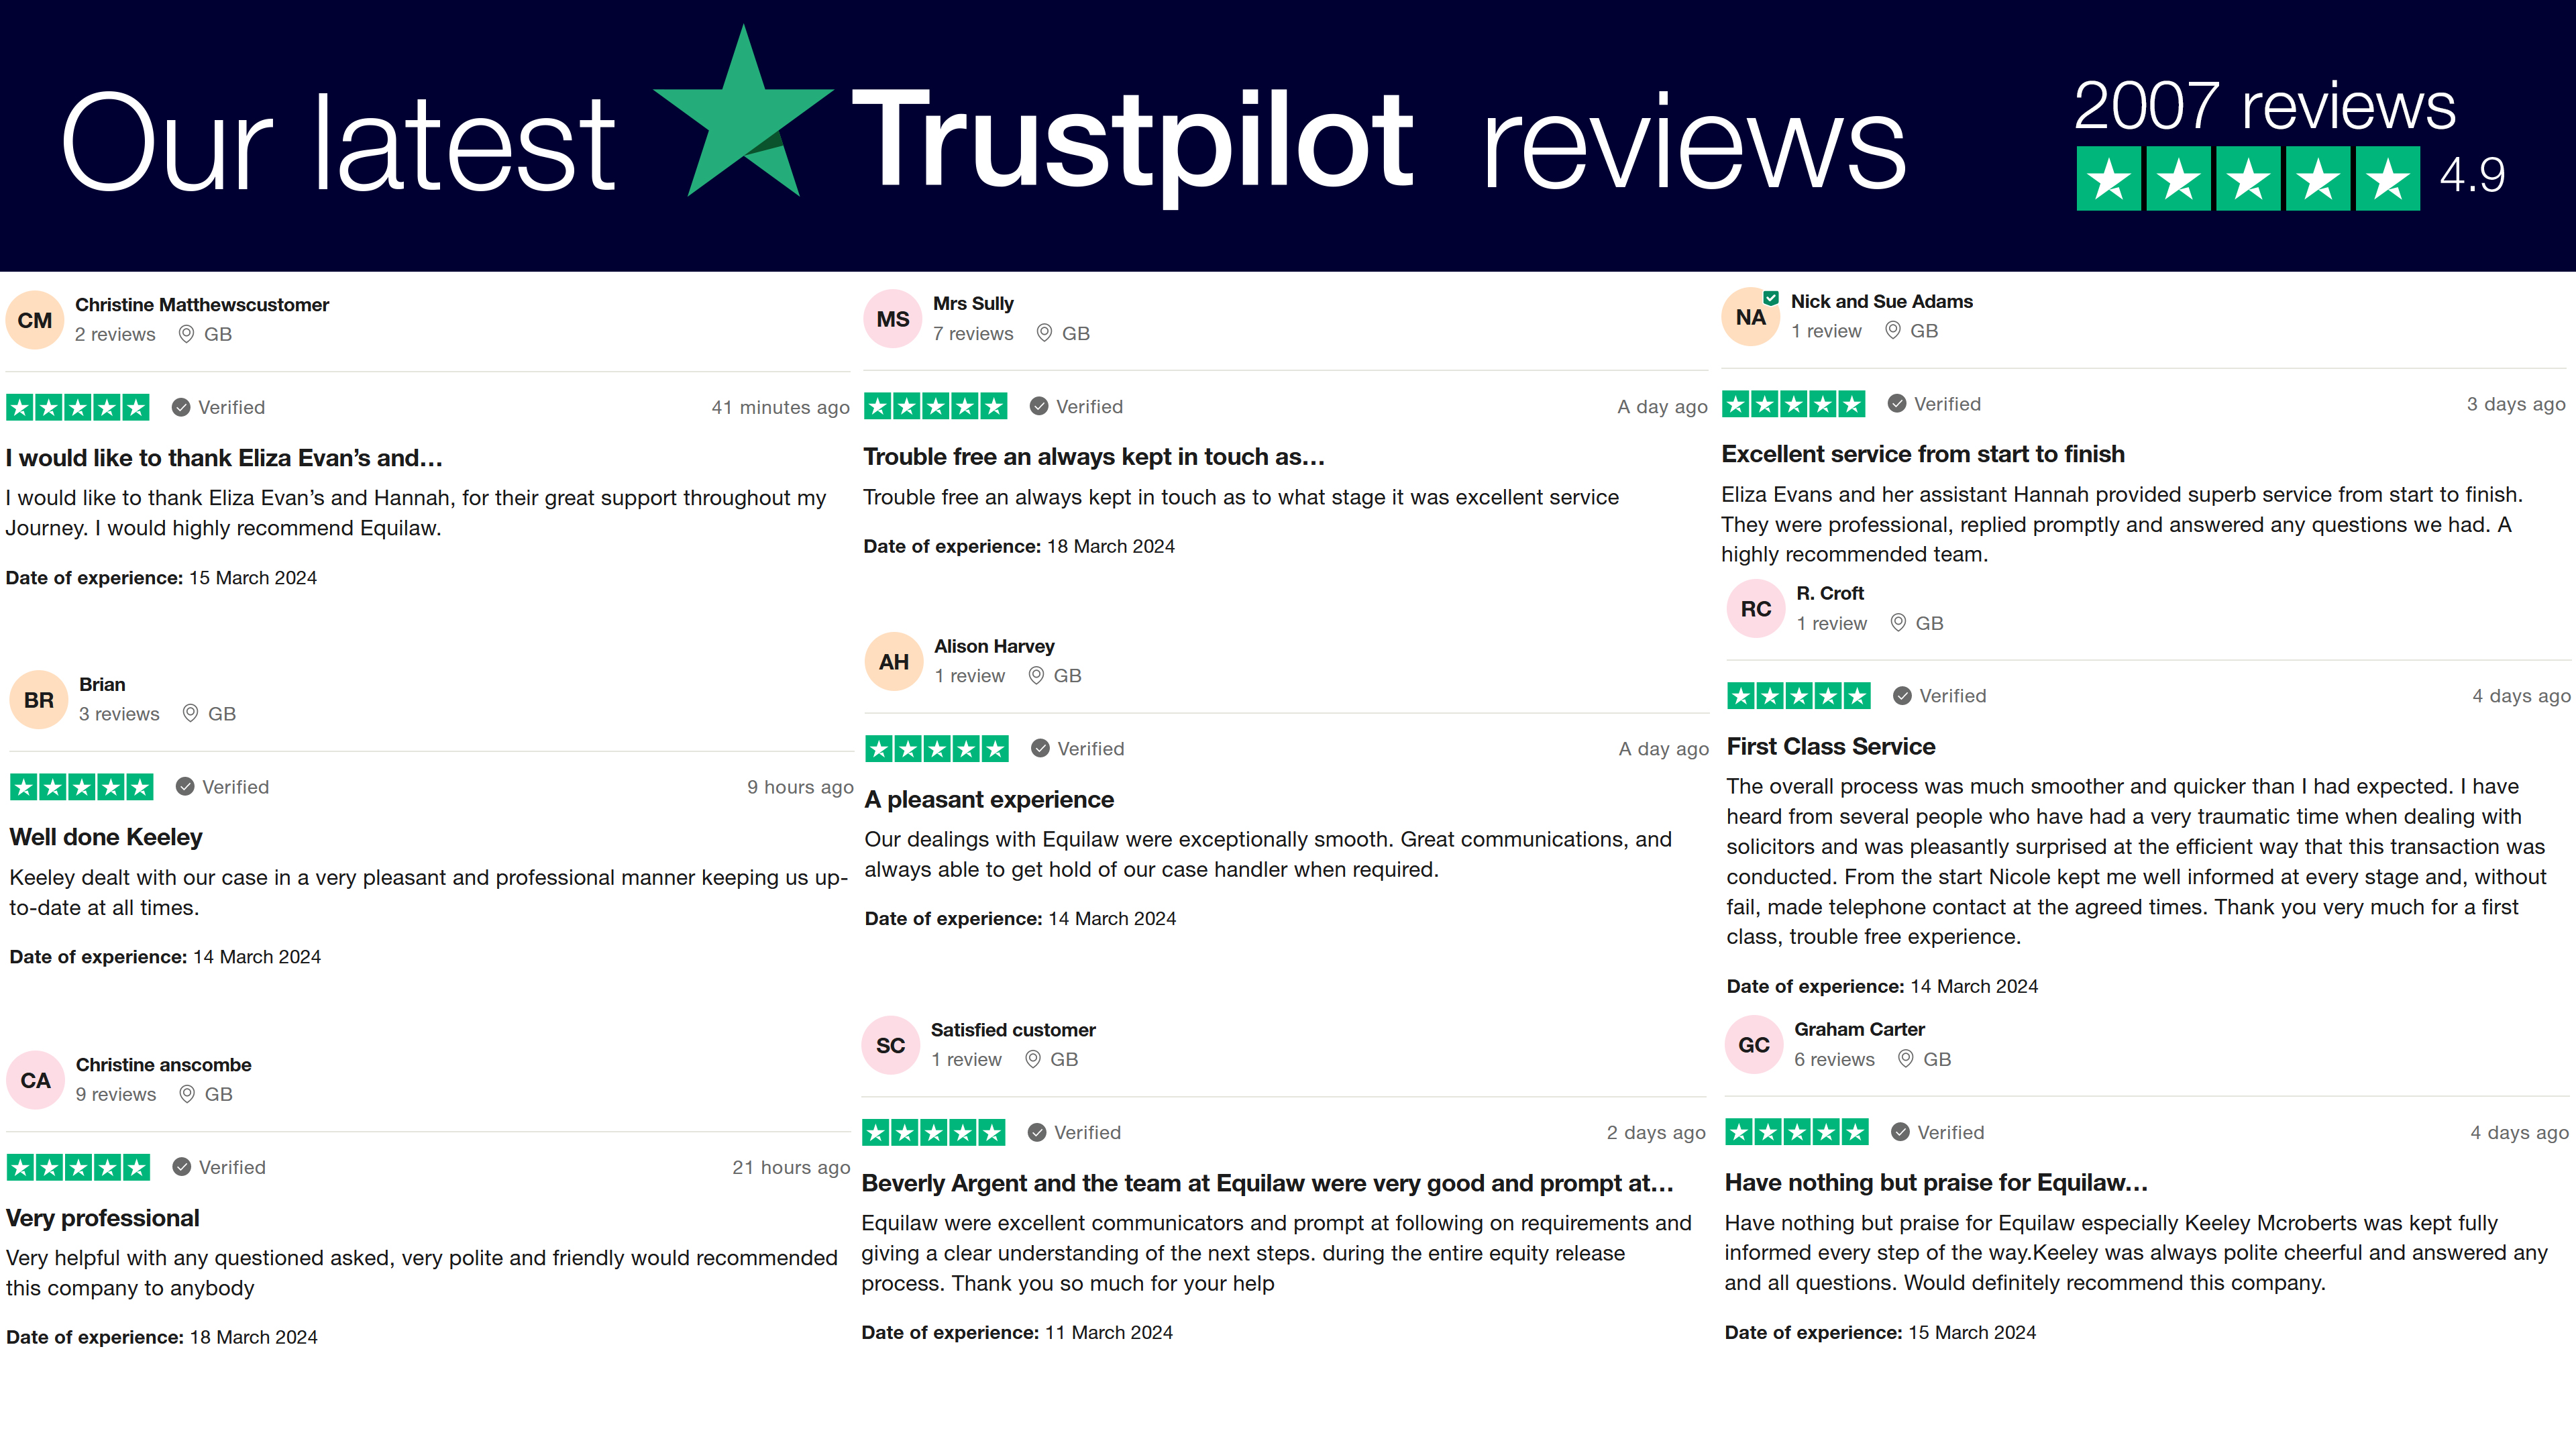 Our latest Trustpilot reviews
2007 reviews
4.9
CM
Christine Matthewscustomer
2 reviews GB
Verified
41 minutes ago
I would like to thank Eliza Evan’s and…
I would like to thank Eliza Evan’s and Hannah, for their great support throughout my
Journey. I would highly recommend Equilaw.
Date of experience: 15 March 2024
BR
Brian
3 reviews GB
Verified
9 hours ago
Well done Keeley
Keeley dealt with our case in a very pleasant and professional manner keeping us up-
to-date at all times.
Date of experience: 14 March 2024
CA
Christine anscombe
9 reviews GB
Verified
21 hours ago
Very professional
Very helpful with any questioned asked, very polite and friendly would recommended
this company to anybody
Date of experience: 18 March 2024
MS
Mrs Sully
7 reviews GB
Verified
A day ago
Trouble free an always kept in touch as…
Trouble free an always kept in touch as to what stage it was excellent service
Date of experience: 18 March 2024
AH
Alison Harvey
1 review GB
Verified
A day ago
A pleasant experience
Our dealings with Equilaw were exceptionally smooth. Great communications, and
always able to get hold of our case handler when required.
Date of experience: 14 March 2024
SC
Satisfied customer
1 review GB
Verified
2 days ago
Beverly Argent and the team at Equilaw were very good and prompt at…
Equilaw were excellent communicators and prompt at following on requirements and
giving a clear understanding of the next steps. during the entire equity release
process. Thank you so much for your help
Date of experience: 11 March 2024
NA
Nick and Sue Adams
1 review GB
Verified
3 days ago
Excellent service from start to finish
Eliza Evans and her assistant Hannah provided superb service from start to finish.
They were professional, replied promptly and answered any questions we had. A
highly recommended team.
RC
R. Croft
1 review GB
Verified
4 days ago
First Class Service
The overall process was much smoother and quicker than I had expected. I have
heard from several people who have had a very traumatic time when dealing with
solicitors and was pleasantly surprised at the efficient way that this transaction was
conducted. From the start Nicole kept me well informed at every stage and, without
fail, made telephone contact at the agreed times. Thank you very much for a first
class, trouble free experience.
Date of experience: 14 March 2024
GC
Graham Carter
6 reviews GB
Verified
4 days ago
Have nothing but praise for Equilaw…
Have nothing but praise for Equilaw especially Keeley Mcroberts was kept fully
informed every step of the way.Keeley was always polite cheerful and answered any
and all questions. Would definitely recommend this company.
Date of experience: 15 March 2024